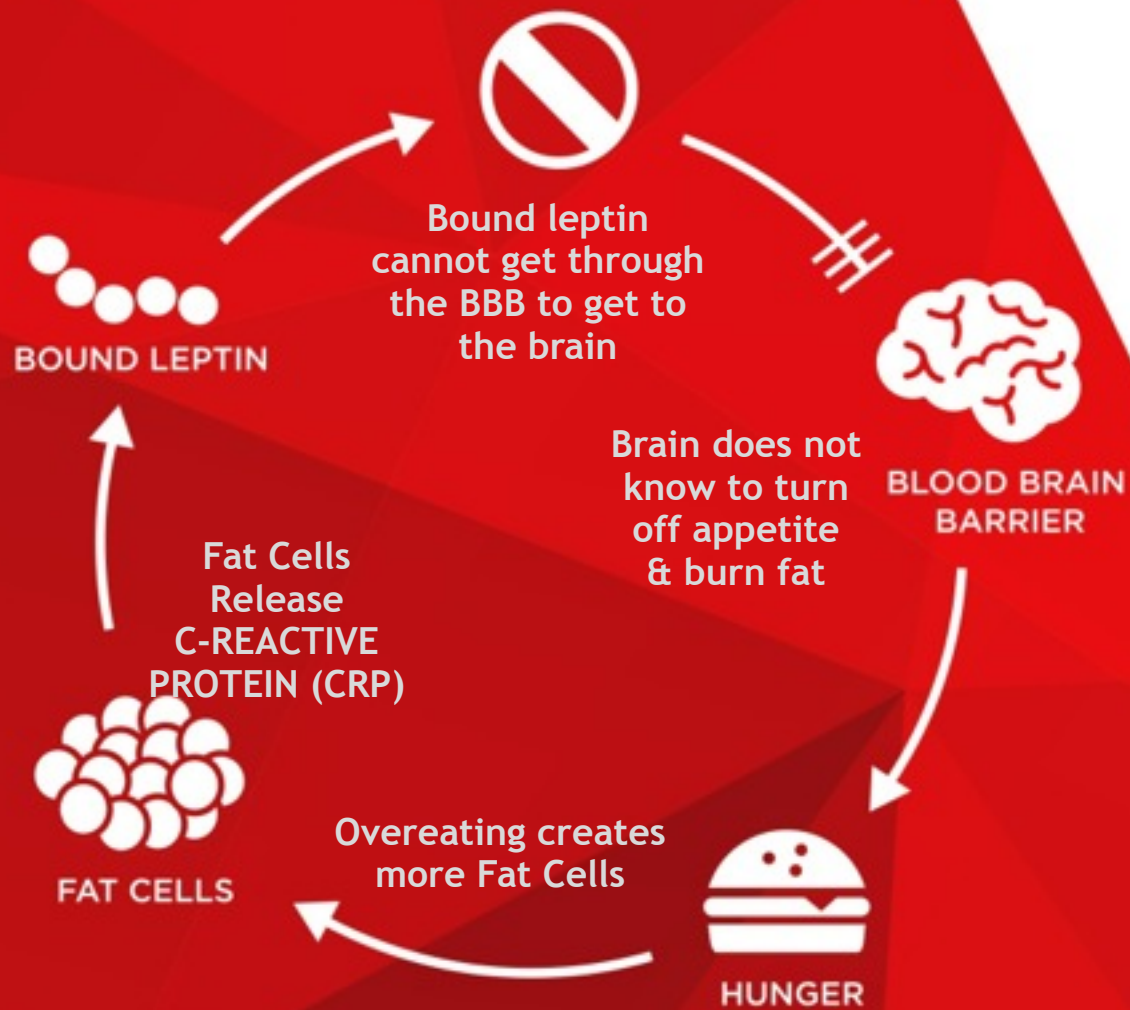 Bound leptin
cannot get through
the BBB to get to
the brain
BOUND LEPTIN
Brain does not
know to turn
off appetite
& burn fat
BLOOD BRAIN
BARRIER
Fat Cells
Release
C-REACTIVE
PROTEIN (CRP)
Overeating creates
more Fat Cells
FAT CELLS
HUNGER